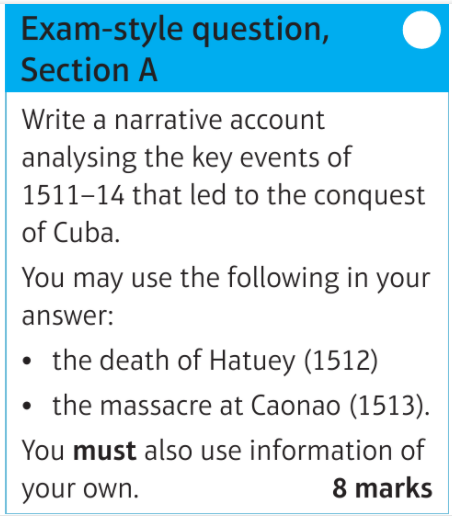 Exam-style question,
Section A
Write a narrative account
analysing the key events of
1511–14 that led to the conquest
of Cuba.
You may use the following in your
answer:
• the death of Hatuey (1512)
• the massacre at Caonao (1513).
You must also use information of
your own. 8 marks